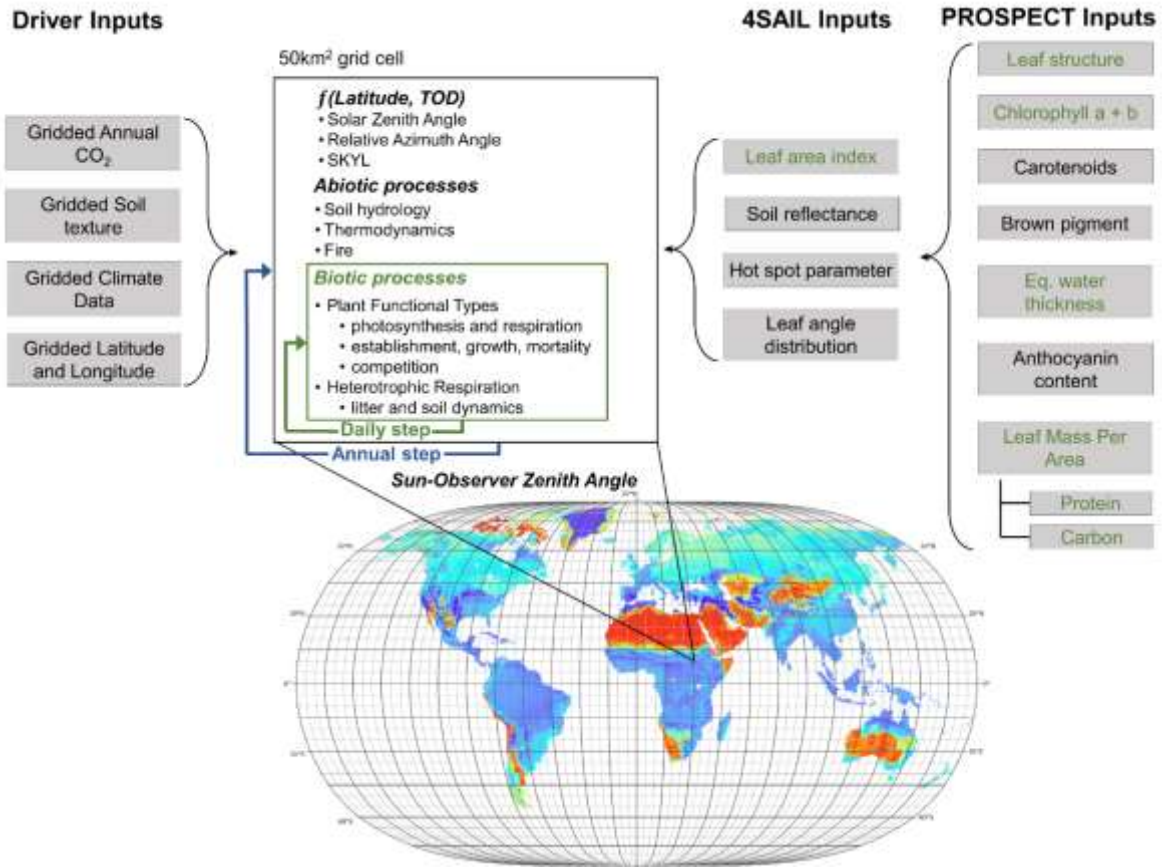 Driver Inputs
4SAIL Inputs
PROSPECT Inputs
50km² grid cell
Gridded Annual
CO₂
Gridded Soil
texture
Gridded Climate
Data
Gridded Latitude
and Longitude
f(Latitude, TOD)
• Solar Zenith Angle
• Relative Azimuth Angle
• SKYL
Abiotic processes
• Soil hydrology
• Thermodynamics
• Fire
Biotic processes
• Plant Functional Types
• photosynthesis and respiration
• establishment, growth, mortality
• competition
• Heterotrophic Respiration
• litter and soil dynamics
Daily step
Annual step
Leaf area index
Soil reflectance
Hot spot parameter
Leaf angle
distribution
Leaf structure
Chlorophyll a + b
Carotenoids
Brown pigment
Eq. water
thickness
Anthocyanin
content
Leaf Mass Per
Area
Protein
Carbon
Sun-Observer Zenith Angle